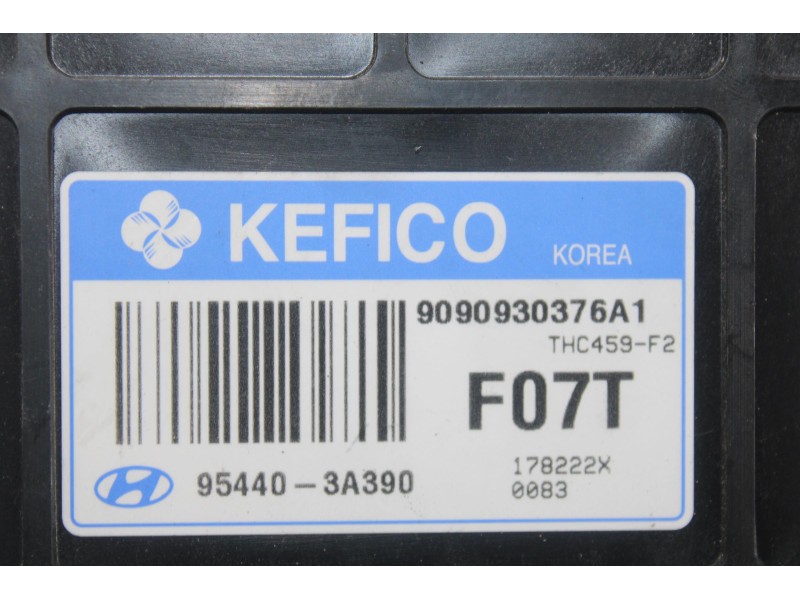 KEFICO
KOREA
9090930376A1
THC459-F2
F07T
95440-3A390
178222X
0083